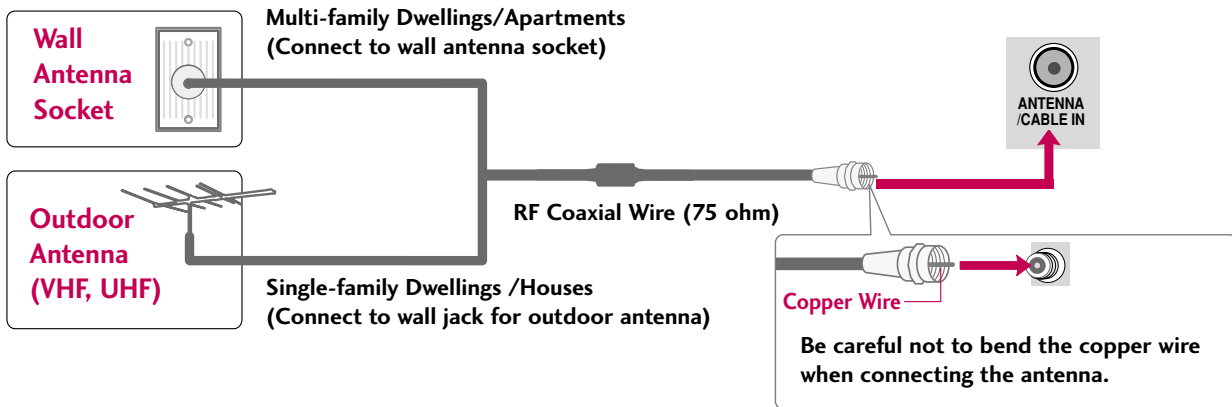 Wall
Antenna
Socket
Multi-family Dwellings/Apartments
(Connect to wall antenna socket)
ANTENNA
/CABLE IN
Outdoor
Antenna
(VHF, UHF)
RF Coaxial Wire (75 ohm)
Single-family Dwellings /Houses
(Connect to wall jack for outdoor antenna)
Copper Wire
Be careful not to bend the copper wire
when connecting the antenna.